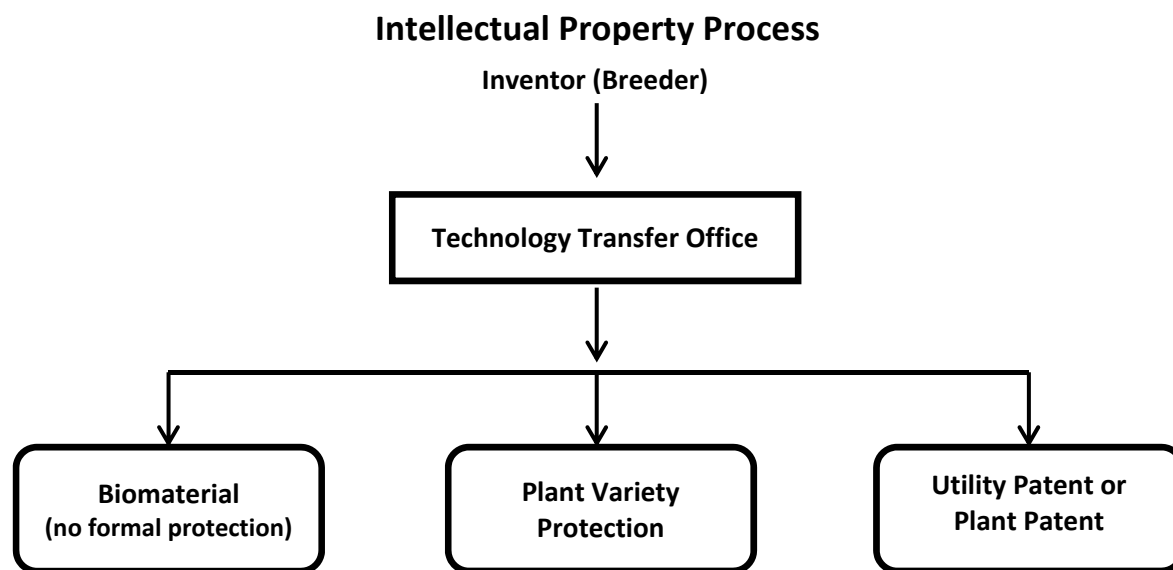 Intellectual Property Process
Inventor (Breeder)
Technology Transfer Office
Biomaterial
(no formal protection)
Plant Variety
Protection
Utility Patent or
Plant Patent